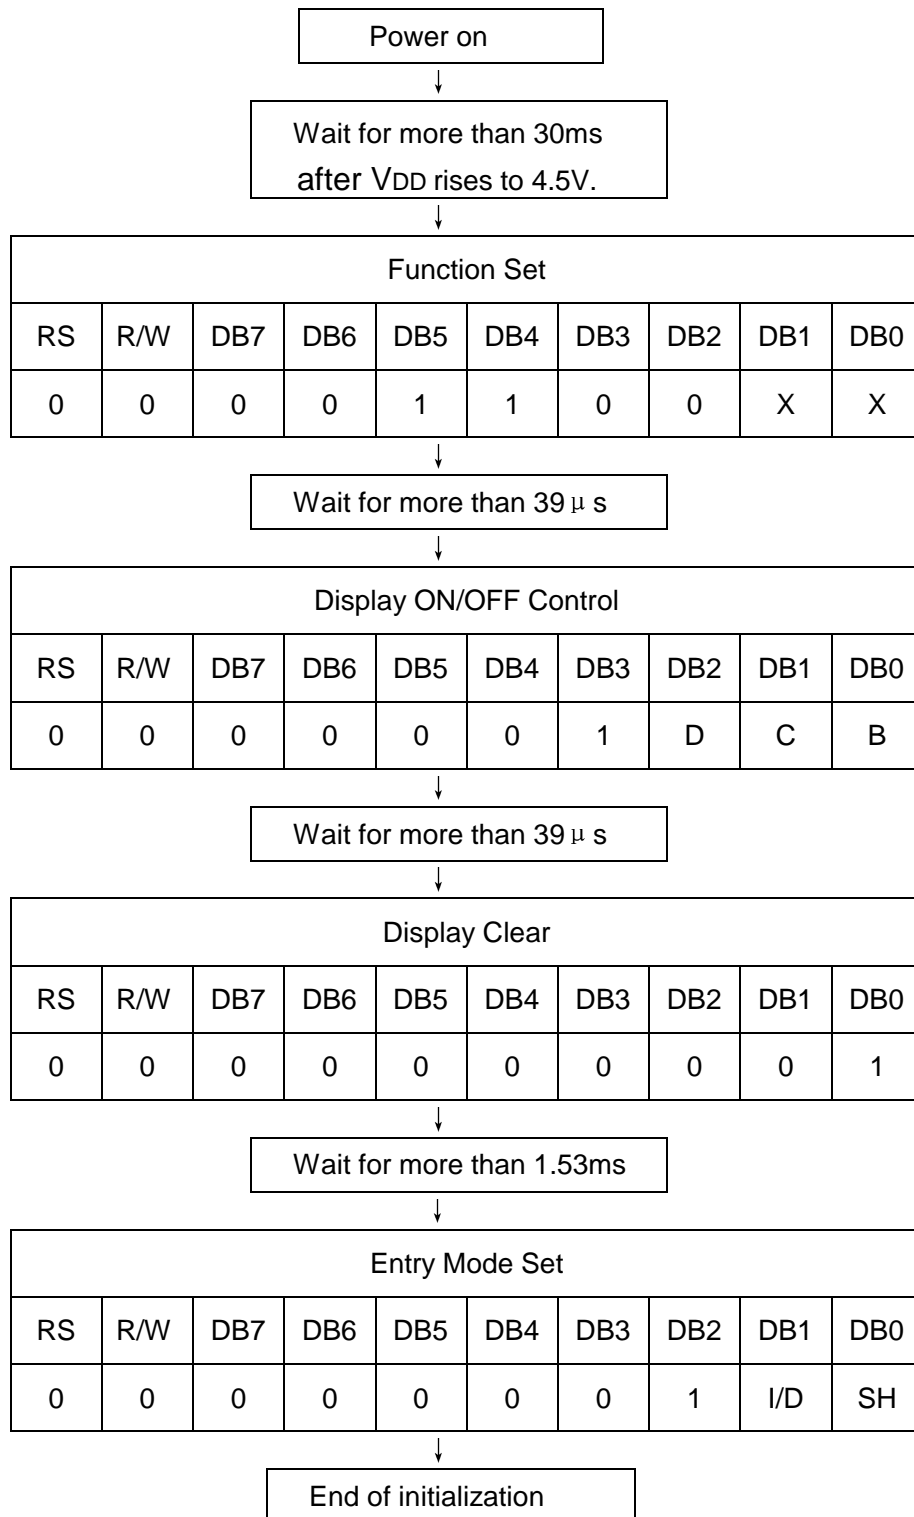 Power on
Wait for more than 30ms
after VDD rises to 4.5V.
Function Set
RS R/W DB7 DB6 DB5 DB4 DB3 DB2 DB1 DB0
0 0 0 0 1 1 0 0 X X
Wait for more than 39μs
Display ON/OFF Control
RS R/W DB7 DB6 DB5 DB4 DB3 DB2 DB1 DB0
0 0 0 0 0 0 1 D C B
Wait for more than 39μs
Display Clear
RS R/W DB7 DB6 DB5 DB4 DB3 DB2 DB1 DB0
0 0 0 0 0 0 0 0 0 1
Wait for more than 1.53ms
Entry Mode Set
RS R/W DB7 DB6 DB5 DB4 DB3 DB2 DB1 DB0
0 0 0 0 0 0 0 1 I/D SH
End of initialization